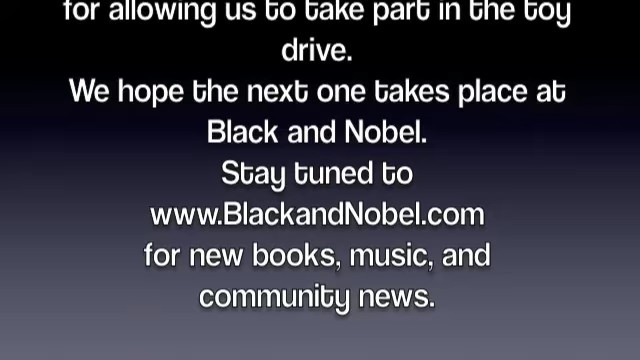 for allowing us to take part in the toy
drive.
We hope the next one takes place at
Black and Nobel.
Stay tuned to
www.BlackandNobel.com
for new books, music, and
community news.